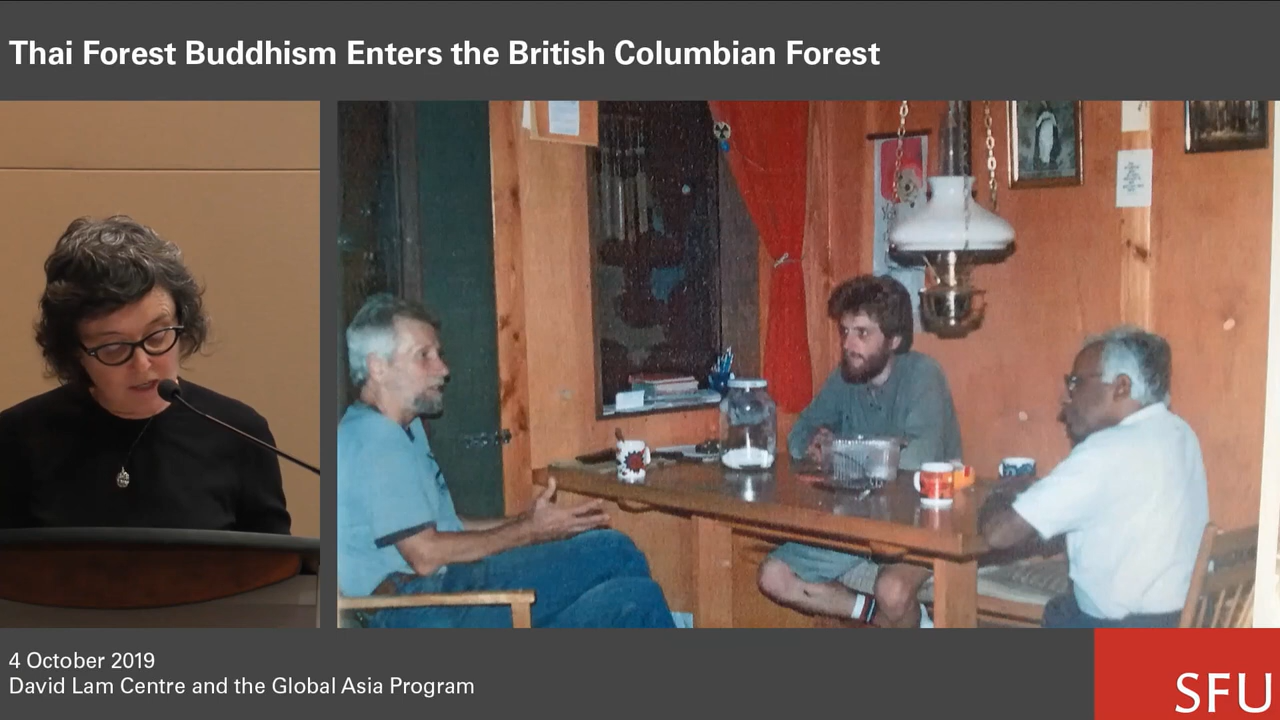 Thai Forest Buddhism Enters the British Columbian Forest
4 October 2019
David Lam Centre and the Global Asia Program
SFU